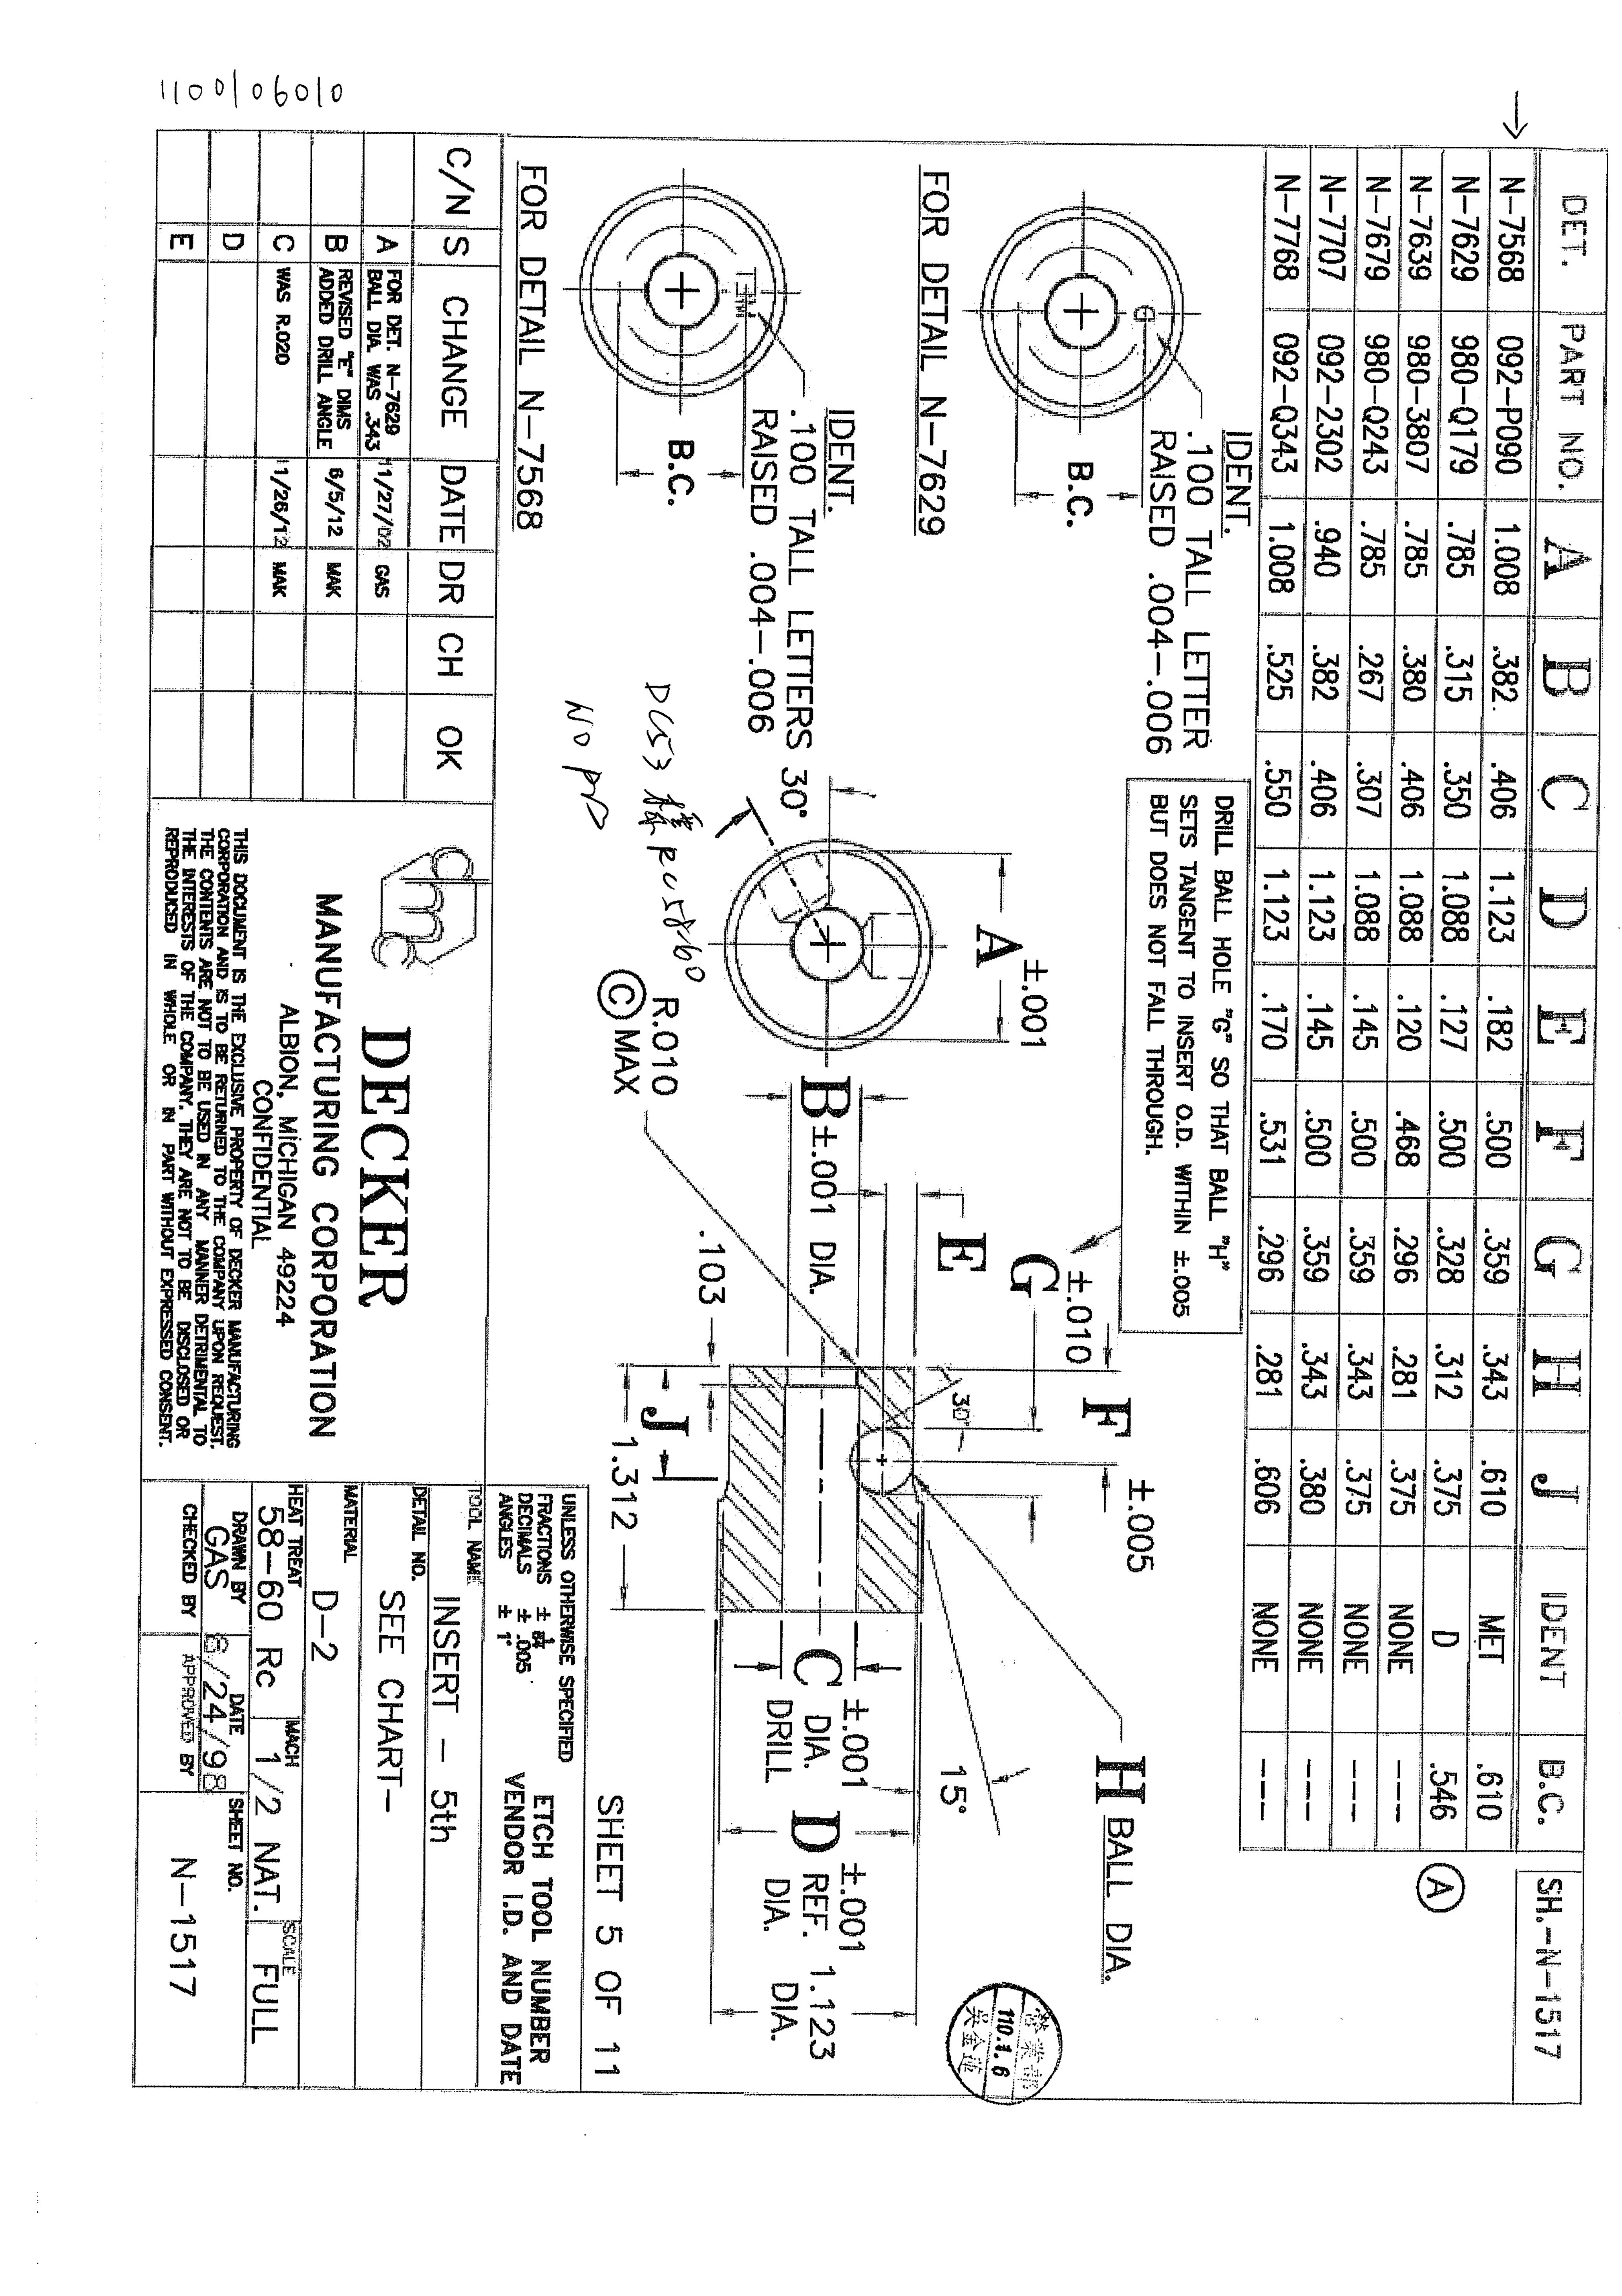 1100106010
DET. PART NO. A B C D E F G H J IDENT B.C. SH.-N-1517
N-7568 092-P090 1.008 .382 .406 1.123 .182 .500 .359 .343 .610 MET .610
N-7629 980-Q179 .785 .315 .350 1.088 .127 .500 .328 .312 .375 D .546 A
N-7639 980-3807 .785 .380 .406 1.088 .120 .468 .296 .281 .375 NONE ---
N-7679 980-Q243 .785 .267 .307 1.088 .145 .500 .359 .343 .375 NONE ---
N-7707 092-2302 .940 .382 .406 1.123 .145 .500 .359 .343 .380 NONE ---
N-7768 092-Q343 1.008 .525 .550 1.123 .170 .531 .296 .281 .606 NONE ---
IDENT.
.100 TALL LETTER
RAISED .004-.006
B.C.
FOR DETAIL N-7629
DRILL BALL HOLE "G" SO THAT BALL "H"
SETS TANGENT TO INSERT O.D. WITHIN ±.005
BUT DOES NOT FALL THROUGH.
IDENT.
.100 TALL LETTERS
RAISED .004-.006
B.C.
FOR DETAIL N-7568
30°
A ±.001
B ±.001 DIA.
R.010
C MAX
E
G ±.010
F ±.005
30°
.103
J
1.312
H BALL DIA.
15°
C ±.001 DIA. DRILL
D ±.001 REF. DIA.
1.123 DIA.
營業部
110.1.6
吳金蓮
DC53
NO
SHEET 5 OF 11
C/N S CHANGE DATE DR CH OK
A FOR DET. N-7629 BALL DIA. WAS .343 11/27/02 GAS
B REVISED "E" DIMS ADDED DRILL ANGLE 6/5/12 MAK
C WAS R.020 11/26/12 MAK
D
E
DECKER
MANUFACTURING CORPORATION
ALBION, MICHIGAN 49224
CONFIDENTIAL
THIS DOCUMENT IS THE EXCLUSIVE PROPERTY OF DECKER MANUFACTURING
CORPORATION AND IS TO BE RETURNED TO THE COMPANY UPON REQUEST.
THE CONTENTS ARE NOT TO BE USED IN ANY MANNER DETRIMENTAL TO
THE INTERESTS OF THE COMPANY. THEY ARE NOT TO BE DISCLOSED OR
REPRODUCED IN WHOLE OR IN PART WITHOUT EXPRESSED CONSENT.
UNLESS OTHERWISE SPECIFIED
FRACTIONS ± 1/64
DECIMALS ± .005
ANGLES ± 1°
ETCH TOOL NUMBER
VENDOR I.D. AND DATE
TOOL NAME INSERT - 5th
DETAIL NO. SEE CHART-
MATERIAL D-2
HEAT TREAT 58-60 Rc MACH 1/2 NAT. SCALE FULL
DRAWN BY GAS DATE 8/24/98 SHEET NO. N-1517
CHECKED BY APPROVED BY